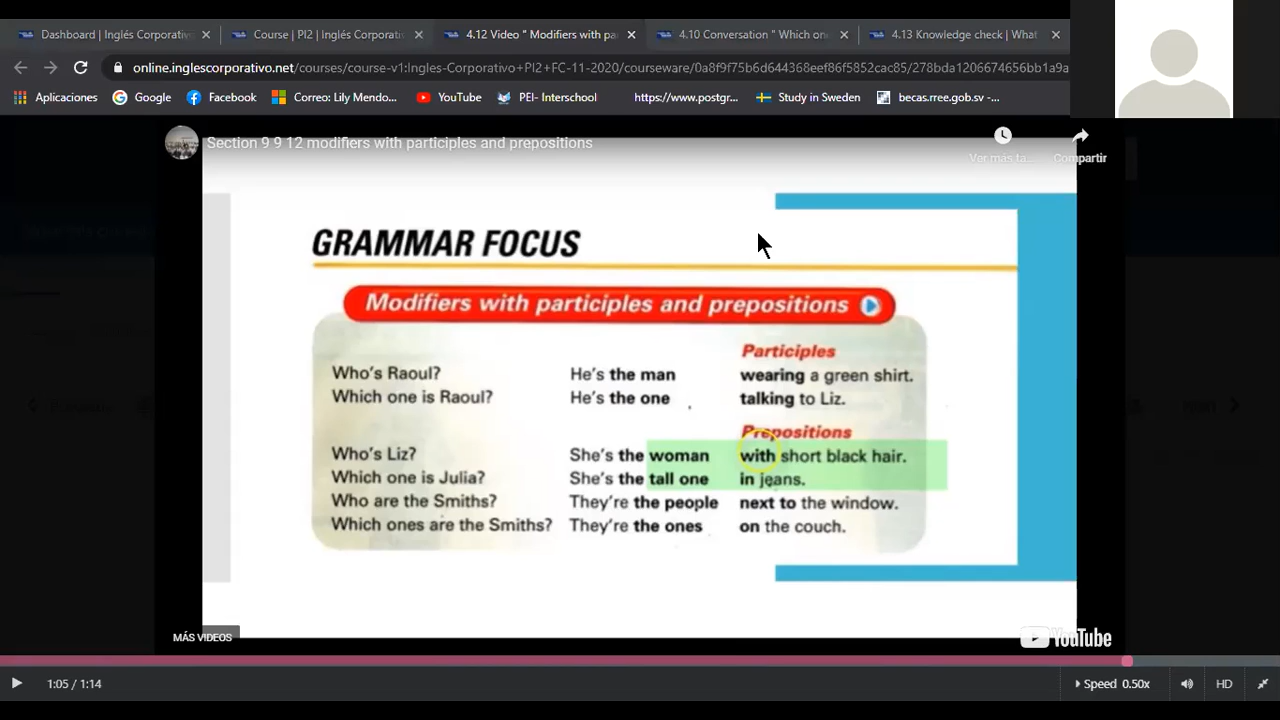 Dashboard | Inglés Corporativo
Course | PI2 | Inglés Corporativ
4.12 Video " Modifiers with pa
4.10 Conversation " Which on
4.13 Knowledge check | What
online.inglescorporativo.net/courses/course-v1:Ingles-Corporativo+PI2+FC-11-2020/courseware/0a8f9f75b6d644368eef86f5852cac85/278bda1206674656bb1a9a
Aplicaciones
Google
Facebook
Correo: Lily Mendo...
YouTube
PEI- Interschool
https://www.postgr...
Study in Sweden
becas.rree.gob.sv -...
Section 9 9 12 modifiers with participles and prepositions
Ver más ta...
Compartir
GRAMMAR FOCUS
Modifiers with participles and prepositions
Participles
Who's Raoul? He's the man wearing a green shirt.
Which one is Raoul? He's the one talking to Liz.
Prepositions
Who's Liz? She's the woman with short black hair.
Which one is Julia? She's the tall one in jeans.
Who are the Smiths? They're the people next to the window.
Which ones are the Smiths? They're the ones on the couch.
MÁS VIDEOS
YouTube
1:05 / 1:14
Speed 0.50x
HD